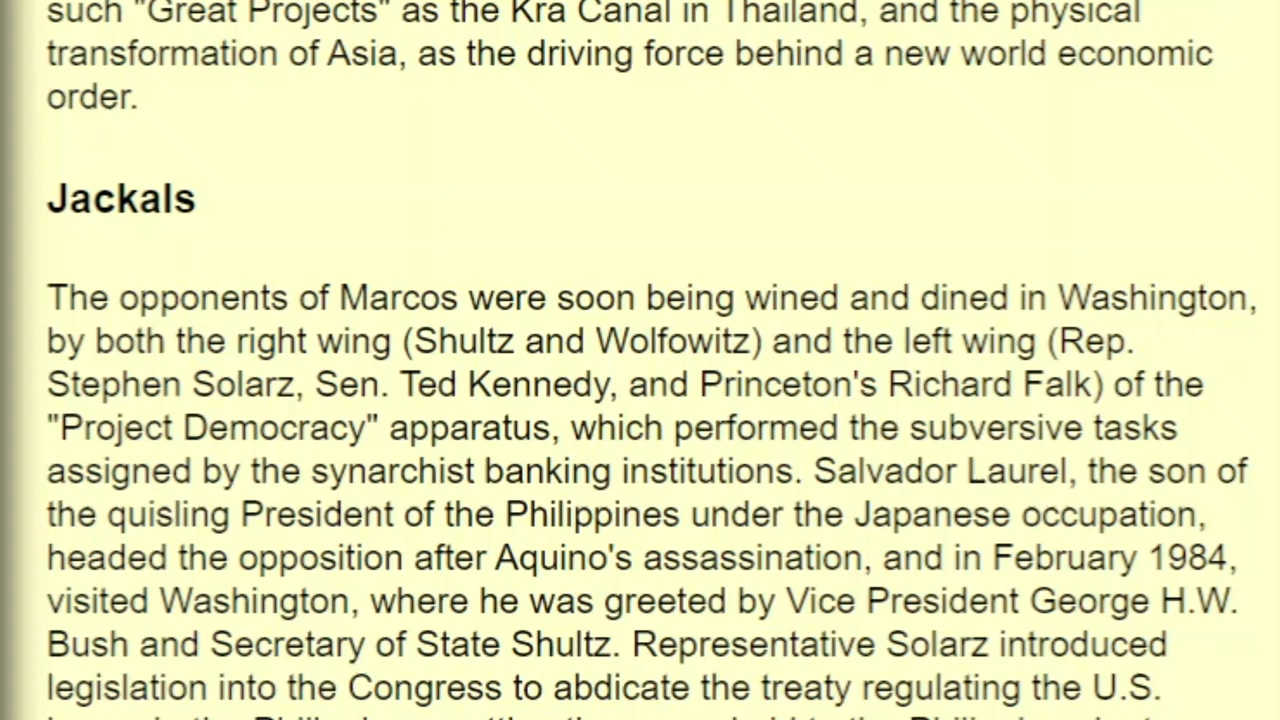 such "Great Projects" as the Kra Canal in Thailand, and the physical
transformation of Asia, as the driving force behind a new world economic
order.
Jackals
The opponents of Marcos were soon being wined and dined in Washington,
by both the right wing (Shultz and Wolfowitz) and the left wing (Rep.
Stephen Solarz, Sen. Ted Kennedy, and Princeton's Richard Falk) of the
"Project Democracy" apparatus, which performed the subversive tasks
assigned by the synarchist banking institutions. Salvador Laurel, the son of
the quisling President of the Philippines under the Japanese occupation,
headed the opposition after Aquino's assassination, and in February 1984,
visited Washington, where he was greeted by Vice President George H.W.
Bush and Secretary of State Shultz. Representative Solarz introduced
legislation into the Congress to abdicate the treaty regulating the U.S.